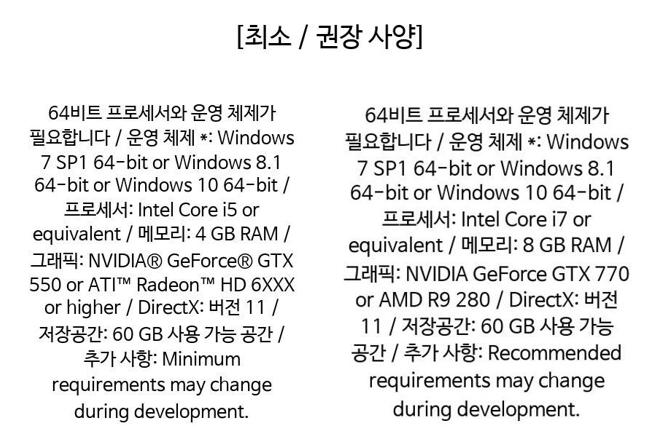 [최소 / 권장 사양]
64비트 프로세서와 운영 체제가
필요합니다 / 운영 체제 *: Windows
7 SP1 64-bit or Windows 8.1
64-bit or Windows 10 64-bit /
프로세서: Intel Core i5 or
equivalent / 메모리: 4 GB RAM /
그래픽: NVIDIA® GeForce® GTX
550 or ATI™ Radeon™ HD 6XXX
or higher / DirectX: 버전 11 /
저장공간: 60 GB 사용 가능 공간 /
추가 사항: Minimum
requirements may change
during development.
64비트 프로세서와 운영 체제가
필요합니다 / 운영 체제 *: Windows
7 SP1 64-bit or Windows 8.1
64-bit or Windows 10 64-bit /
프로세서: Intel Core i7 or
equivalent / 메모리: 8 GB RAM /
그래픽: NVIDIA GeForce GTX 770
or AMD R9 280 / DirectX: 버전
11 / 저장공간: 60 GB 사용 가능
공간 / 추가 사항: Recommended
requirements may change
during development.